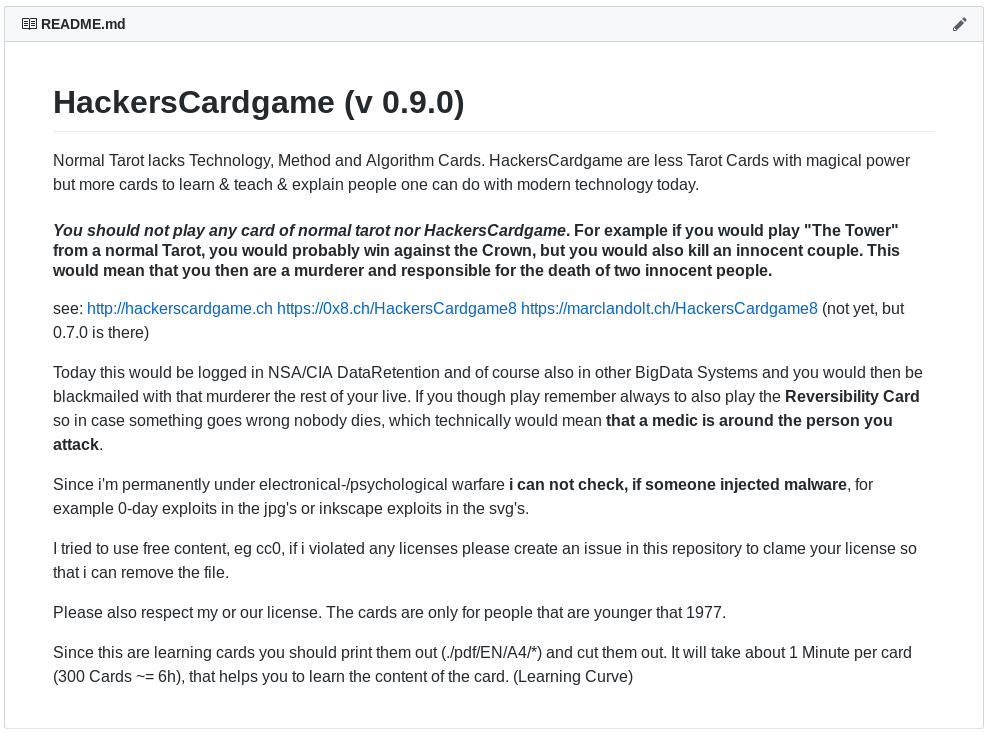 README.md
HackersCardgame (v 0.9.0)
Normal Tarot lacks Technology, Method and Algorithm Cards. HackersCardgame are less Tarot Cards with magical power
but more cards to learn & teach & explain people one can do with modern technology today.
You should not play any card of normal tarot nor HackersCardgame. For example if you would play "The Tower"
from a normal Tarot, you would probably win against the Crown, but you would also kill an innocent couple. This
would mean that you then are a murderer and responsible for the death of two innocent people.
see: http://hackerscardgame.ch https://0x8.ch/HackersCardgame8 https://marclandolt.ch/HackersCardgame8 (not yet, but
0.7.0 is there)
Today this would be logged in NSA/CIA DataRetention and of course also in other BigData Systems and you would then be
blackmailed with that murderer the rest of your live. If you though play remember always to also play the Reversibility Card
so in case something goes wrong nobody dies, which technically would mean that a medic is around the person you
attack.
Since i'm permanently under electronical-/psychological warfare i can not check, if someone injected malware, for
example 0-day exploits in the jpg's or inkscape exploits in the svg's.
I tried to use free content, eg cc0, if i violated any licenses please create an issue in this repository to clame your license so
that i can remove the file.
Please also respect my or our license. The cards are only for people that are younger that 1977.
Since this are learning cards you should print them out (./pdf/EN/A4/*) and cut them out. It will take about 1 Minute per card
(300 Cards ~= 6h), that helps you to learn the content of the card. (Learning Curve)